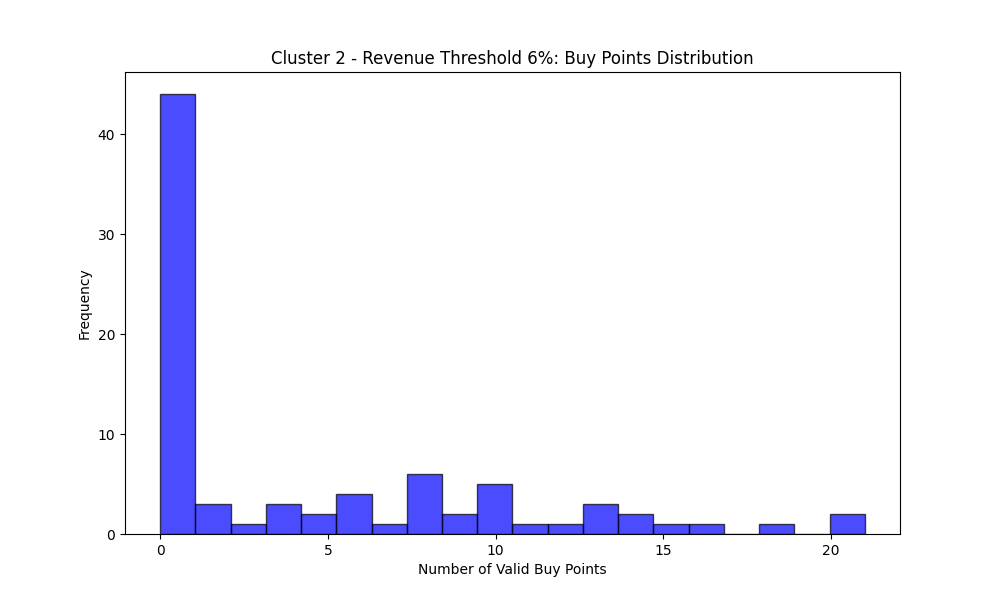 Cluster 2 - Revenue Threshold 6%: Buy Points Distribution
40
30
20
10
0
Frequency
0 5 10 15 20
Number of Valid Buy Points